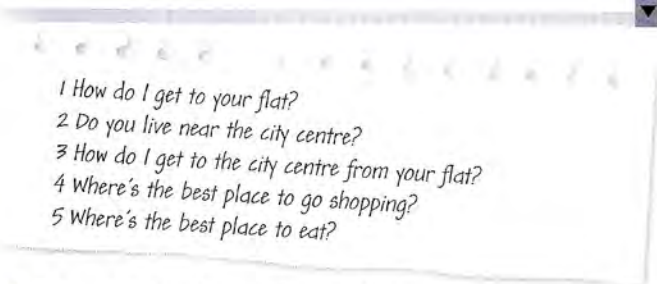 1 How do I get to your flat?
2 Do you live near the city centre?
3 How do I get to the city centre from your flat?
4 Where's the best place to go shopping?
5 Where's the best place to eat?